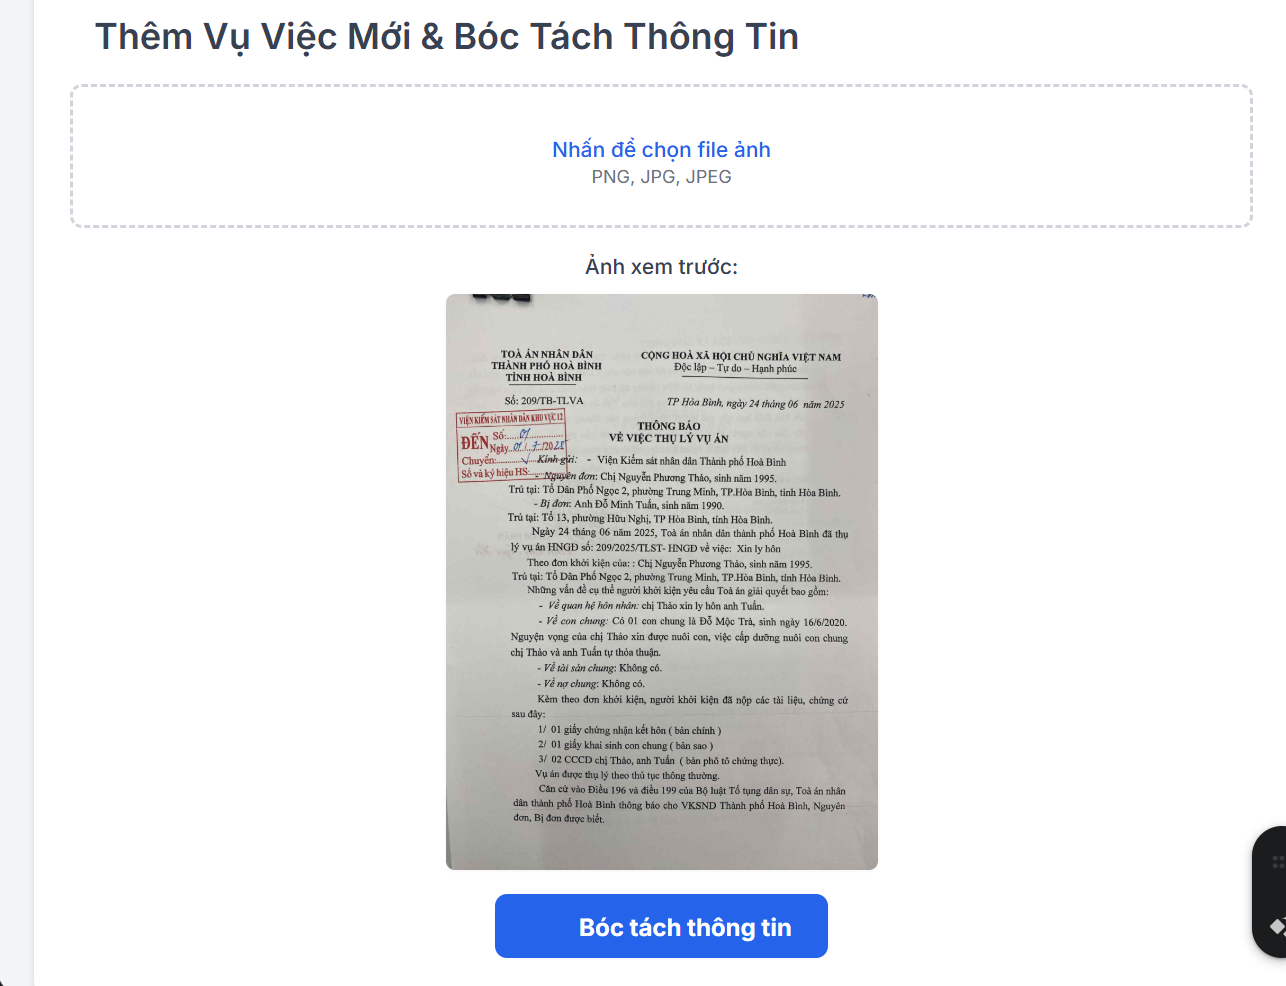 Thêm Vụ Việc Mới & Bóc Tách Thông Tin
Nhấn để chọn file ảnh
PNG, JPG, JPEG
Ảnh xem trước:
TOÀ ÁN NHÂN DÂN
THÀNH PHỐ HOÀ BÌNH
TỈNH HOÀ BÌNH
Số: 209/TB-TLVA
CỘNG HOÀ XÃ HỘI CHỦ NGHĨA VIỆT NAM
Độc lập – Tự do – Hạnh phúc
TP Hòa Bình, ngày 24 tháng 06 năm 2025
VIỆN KIỂM SÁT NHÂN DÂN KHU VỰC 12
ĐẾN
Số: 01
Ngày 01 / 7 /2025
Chuyển:
Số và ký hiệu HS:
THÔNG BÁO
VỀ VIỆC THỤ LÝ VỤ ÁN
Kính gửi: - Viện Kiểm sát nhân dân Thành phố Hoà Bình
- Nguyên đơn: Chị Nguyễn Phương Thảo, sinh năm 1995.
Trú tại: Tổ Dân Phố Ngọc 2, phường Trung Minh, TP.Hòa Bình, tỉnh Hòa Bình.
- Bị đơn: Anh Đỗ Minh Tuấn, sinh năm 1990.
Trú tại: Tổ 13, phường Hữu Nghị, TP Hòa Bình, tỉnh Hòa Bình.
Ngày 24 tháng 06 năm 2025, Toà án nhân dân thành phố Hoà Bình đã thụ
lý vụ án HNGĐ số: 209/2025/TLST- HNGĐ về việc: Xin ly hôn
Theo đơn khởi kiện của: : Chị Nguyễn Phương Thảo, sinh năm 1995.
Trú tại: Tổ Dân Phố Ngọc 2, phường Trung Minh, TP.Hòa Bình, tỉnh Hòa Bình.
Những vấn đề cụ thể người khởi kiện yêu cầu Toà án giải quyết bao gồm:
- Về quan hệ hôn nhân: chị Thảo xin ly hôn anh Tuấn.
- Về con chung: Có 01 con chung là Đỗ Mộc Trà, sinh ngày 16/6/2020.
Nguyện vọng của chị Thảo xin được nuôi con, việc cấp dưỡng nuôi con chung
chị Thảo và anh Tuấn tự thỏa thuận.
- Về tài sản chung: Không có.
- Về nợ chung: Không có.
Kèm theo đơn khởi kiện, người khởi kiện đã nộp các tài liệu, chứng cứ
sau đây:
1/ 01 giấy chứng nhận kết hôn ( bản chính )
2/ 01 giấy khai sinh con chung ( bản sao )
3/ 02 CCCD chị Thảo, anh Tuấn ( bản phô tô chứng thực).
Vụ án được thụ lý theo thủ tục thông thường.
Căn cứ vào Điều 196 và điều 199 của Bộ luật Tố tụng dân sự, Toà án nhân
dân thành phố Hoà Bình thông báo cho VKSND Thành phố Hoà Bình, Nguyên
đơn, Bị đơn được biết.
Bóc tách thông tin